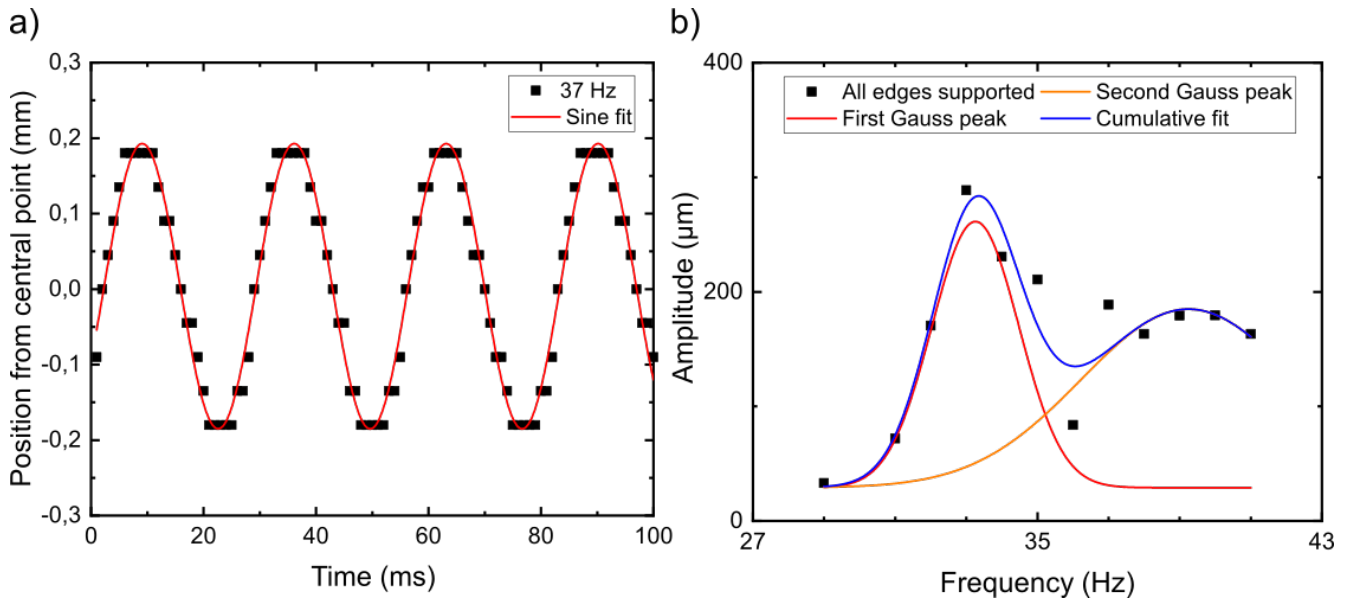 a)
Position from central point (mm)
0,3
0,2
0,1
0,0
-0,1
-0,2
-0,3
37 Hz
Sine fit
0
20
40
60
80
100
Time (ms)
b)
Amplitude (µm)
400
200
0
All edges supported
First Gauss peak
Second Gauss peak
Cumulative fit
27
35
43
Frequency (Hz)